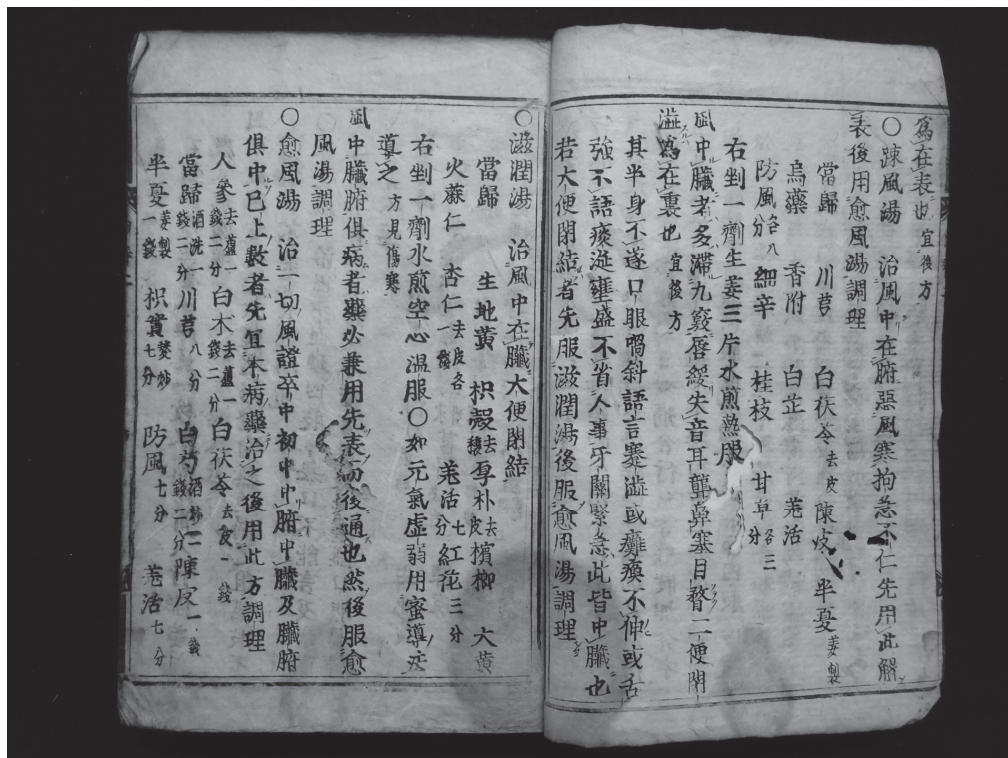 為在表也 宜後方
○踈風湯 治風中在腑惡風寒拘急不仁先用此解
表後用愈風湯調理
當歸 川芎 白茯苓去皮 陳皮 半夏姜製
烏藥 香附 白芷 羗活
防風各八分 細辛 桂枝 甘草各三分
右剉一劑生姜三片水煎熱服
風中臟者多滯九竅唇緩失音耳聾鼻塞目瞀二便閉
澁為在裏也 宜後方
其半身不遂口眼喎斜語言蹇澁或癱瘓不伸或舌
強不語痰涎壅盛不省人事牙關緊急此皆中臟也
若大便閉結者先服滋潤湯後服愈風湯調理
○滋潤湯 治風中在臟大便閉結
當歸 生地黃 枳殼去穰 厚朴去皮 檳榔 大黃
火蔴仁 杏仁去皮各一錢 羗活七分 紅花三分
右剉一劑水煎空心温服○如元氣虛弱用蜜導法
導之 方見傷寒
風中臟腑俱病者藥必兼用先表而後通也然後服愈
風湯調理
○愈風湯 治一切風證卒中初中中腑中臟及臟腑
俱中已上數者先宜本病藥治之後用此方調理
人參去蘆一錢二分 白朮去蘆一錢二分 白茯苓去皮一錢
當歸酒洗一錢二分 川芎八分 白芍酒炒一錢二分 陳皮一錢
半夏姜製一錢 枳實麩炒七分 防風七分 羗活七分